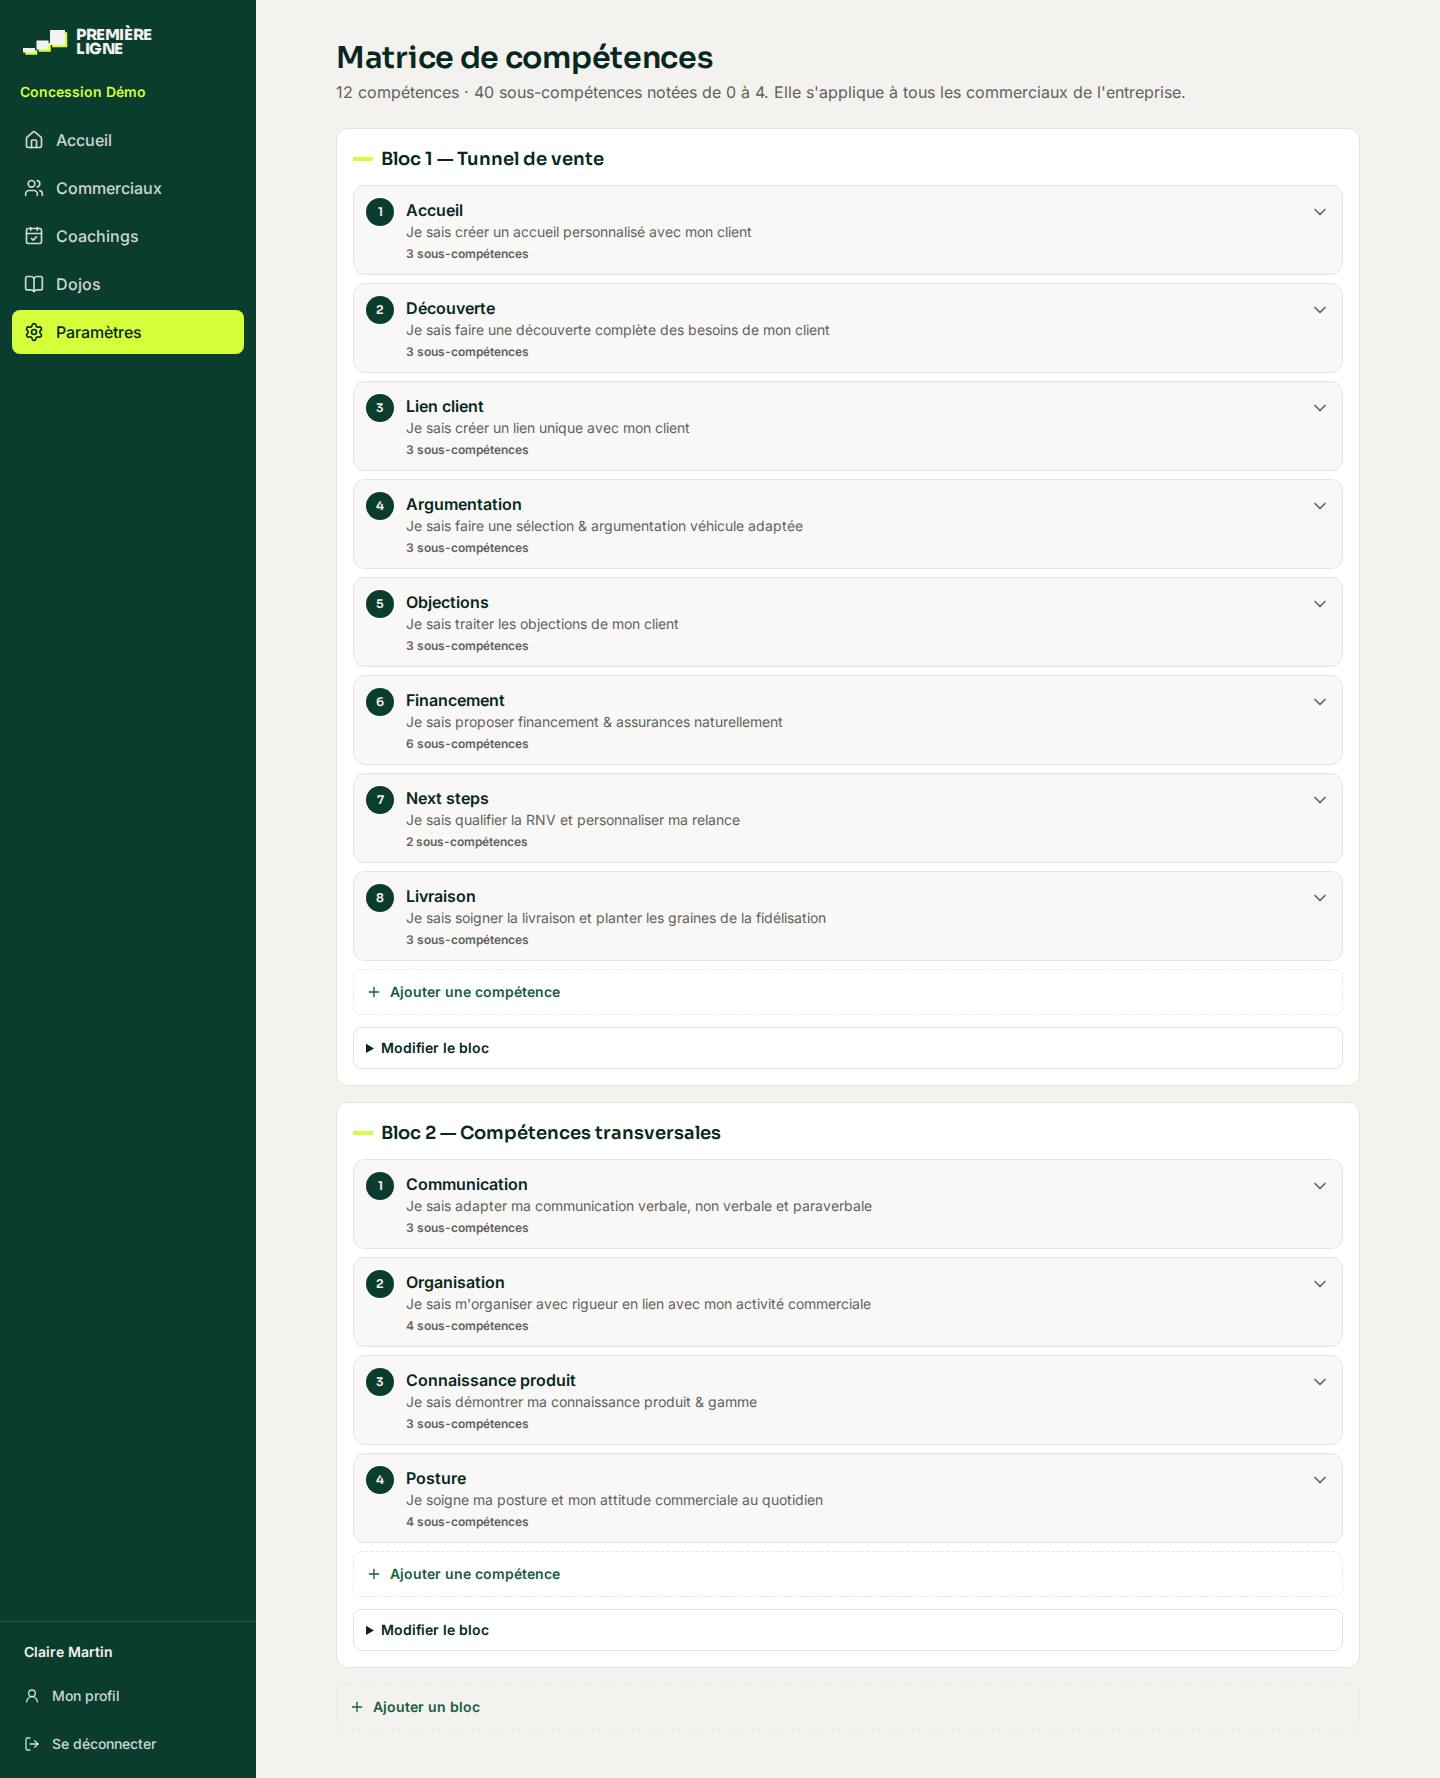 PREMIÈRE
LIGNE
Concession Démo
Accueil
Commerciaux
Coachings
Dojos
Paramètres
Claire Martin
Mon profil
Se déconnecter
Matrice de compétences
12 compétences · 40 sous-compétences notées de 0 à 4. Elle s'applique à tous les commerciaux de l'entreprise.
Bloc 1 — Tunnel de vente
1 Accueil
Je sais créer un accueil personnalisé avec mon client
3 sous-compétences
2 Découverte
Je sais faire une découverte complète des besoins de mon client
3 sous-compétences
3 Lien client
Je sais créer un lien unique avec mon client
3 sous-compétences
4 Argumentation
Je sais faire une sélection & argumentation véhicule adaptée
3 sous-compétences
5 Objections
Je sais traiter les objections de mon client
3 sous-compétences
6 Financement
Je sais proposer financement & assurances naturellement
6 sous-compétences
7 Next steps
Je sais qualifier la RNV et personnaliser ma relance
2 sous-compétences
8 Livraison
Je sais soigner la livraison et planter les graines de la fidélisation
3 sous-compétences
+ Ajouter une compétence
▶ Modifier le bloc
Bloc 2 — Compétences transversales
1 Communication
Je sais adapter ma communication verbale, non verbale et paraverbale
3 sous-compétences
2 Organisation
Je sais m'organiser avec rigueur en lien avec mon activité commerciale
4 sous-compétences
3 Connaissance produit
Je sais démontrer ma connaissance produit & gamme
3 sous-compétences
4 Posture
Je soigne ma posture et mon attitude commerciale au quotidien
4 sous-compétences
+ Ajouter une compétence
▶ Modifier le bloc
+ Ajouter un bloc